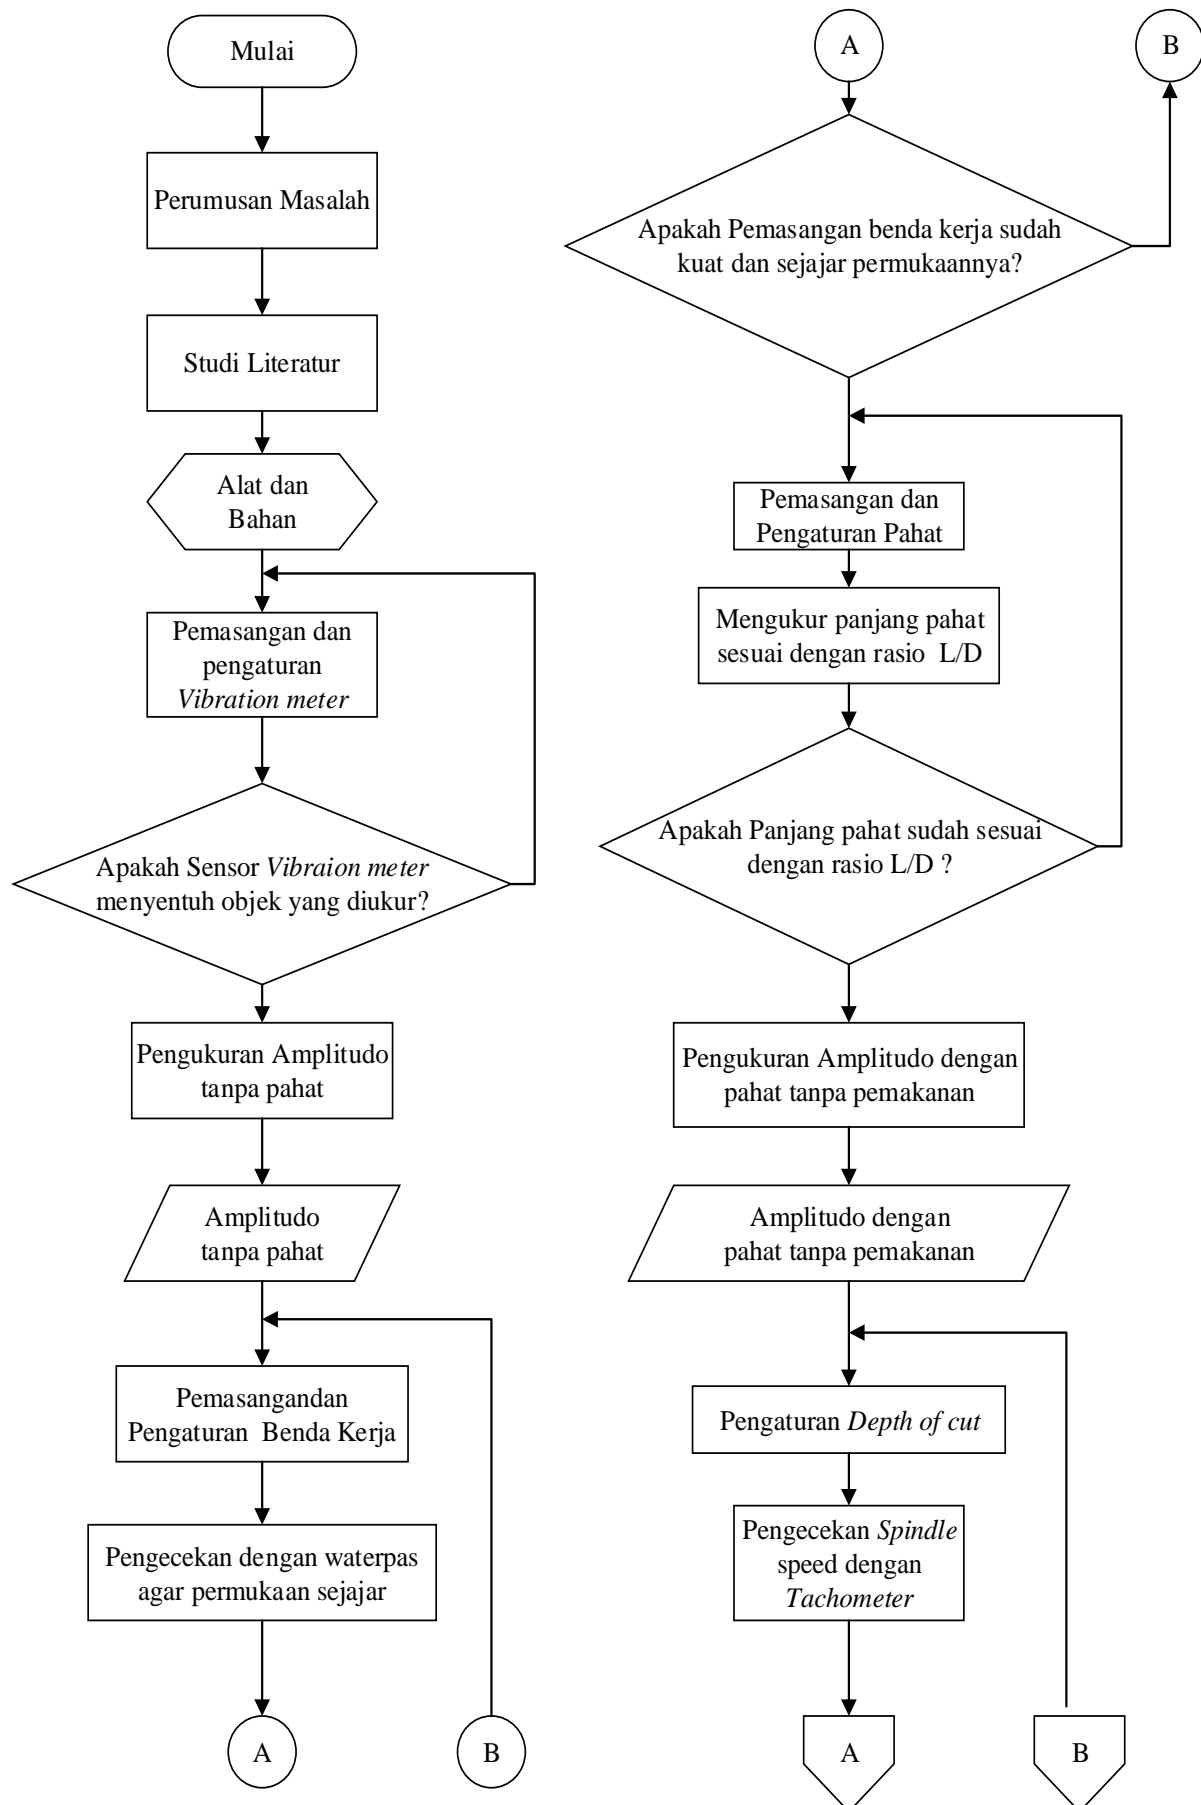 Mulai
Perumusan Masalah
Studi Literatur
Alat dan
Bahan
Pemasangan dan
pengaturan
Vibration meter
Apakah Sensor Vibraion meter
menyentuh objek yang diukur?
Pengukuran Amplitudo
tanpa pahat
Amplitudo
tanpa pahat
Pemasangandan
Pengaturan Benda Kerja
Pengecekan dengan waterpas
agar permukaan sejajar
A
B
A
B
Apakah Pemasangan benda kerja sudah
kuat dan sejajar permukaannya?
Pemasangan dan
Pengaturan Pahat
Mengukur panjang pahat
sesuai dengan rasio L/D
Apakah Panjang pahat sudah sesuai
dengan rasio L/D ?
Pengukuran Amplitudo dengan
pahat tanpa pemakanan
Amplitudo dengan
pahat tanpa pemakanan
Pengaturan Depth of cut
Pengecekan Spindle
speed dengan
Tachometer
A
B